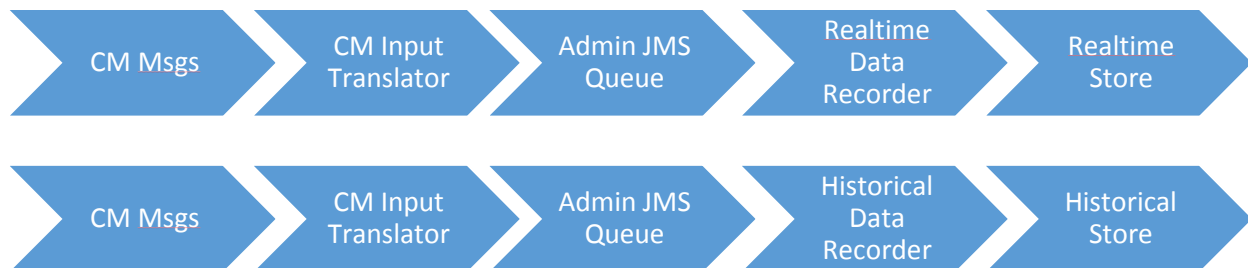 CM Msgs
CM Input
Translator
Admin JMS
Queue
Realtime
Data
Recorder
Realtime
Store
CM Msgs
CM Input
Translator
Admin JMS
Queue
Historical
Data
Recorder
Historical
Store